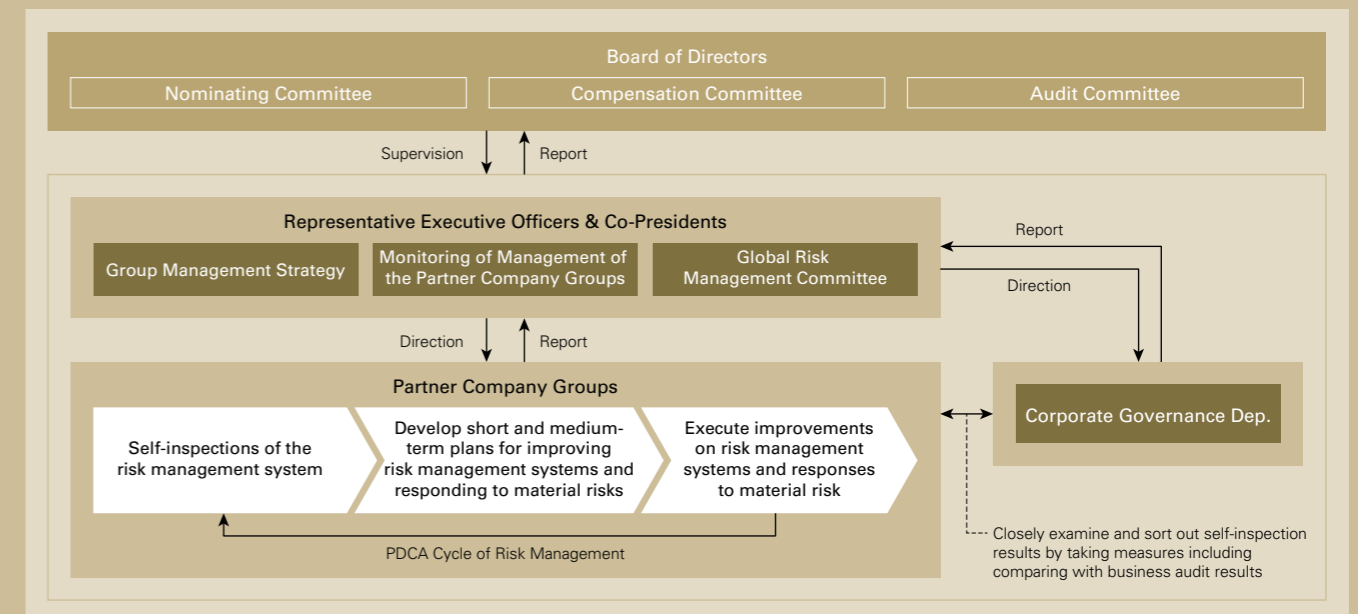 Board of Directors
Nominating Committee
Compensation Committee
Audit Committee
Supervision
Report
Representative Executive Officers & Co-Presidents
Group Management Strategy
Monitoring of Management of
the Partner Company Groups
Global Risk
Management Committee
Report
Direction
Direction
Report
Partner Company Groups
Self-inspections of the
risk management system
Develop short and medium-
term plans for improving
risk management systems and
responding to material risks
Execute improvements
on risk management
systems and responses
to material risk
PDCA Cycle of Risk Management
Corporate Governance Dep.
Closely examine and sort out self-inspection
results by taking measures including
comparing with business audit results